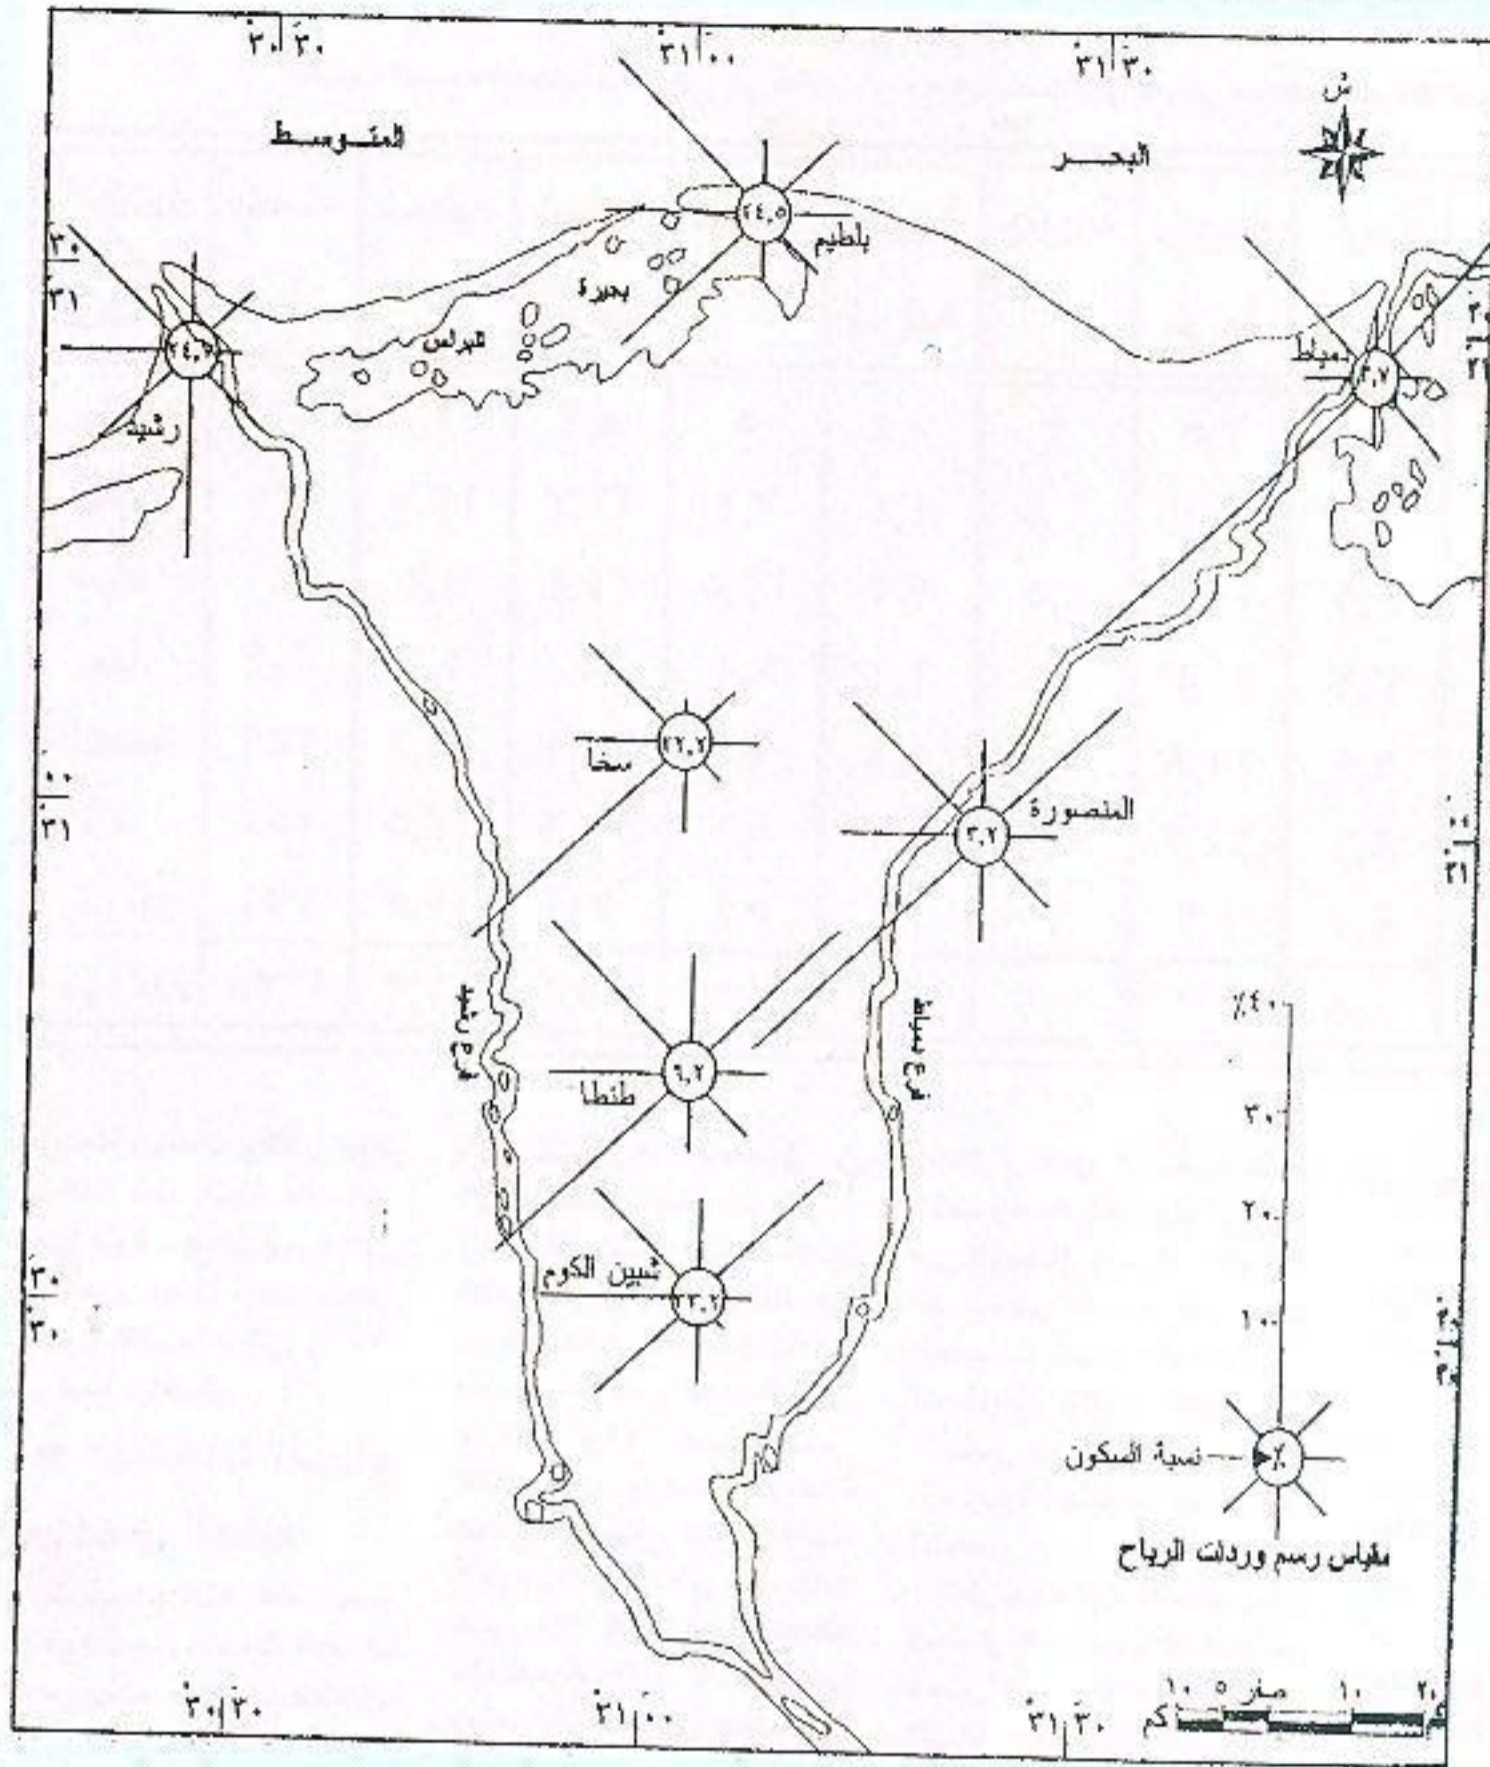 ٣٠ ٣٠
٣١ ٠٠
٣١ ٣٠
ش
المتوسط
البحر
٢٤,٥
بلطيم
٣٠
٣١
بحيرة
البرلس
دمياط
٣,٧
رشيد
٢٢,٢
سخا
المنصورة
٣,٢
٠٠
٣١
٠٠
٣١
فرع رشيد
فرع دمياط
٦,٢
طنطا
٪٤٠
٣٠
٢٠
١٠
شبين الكوم
٢٣,٢
٣٠
٣٠
نسبة السكون
٪
مقياس رسم وردات الرياح
١٠ ٥ صفر ١٠ ٢٠
كم
٣٠ ٣٠
٣١ ٠٠
٣١ ٣٠